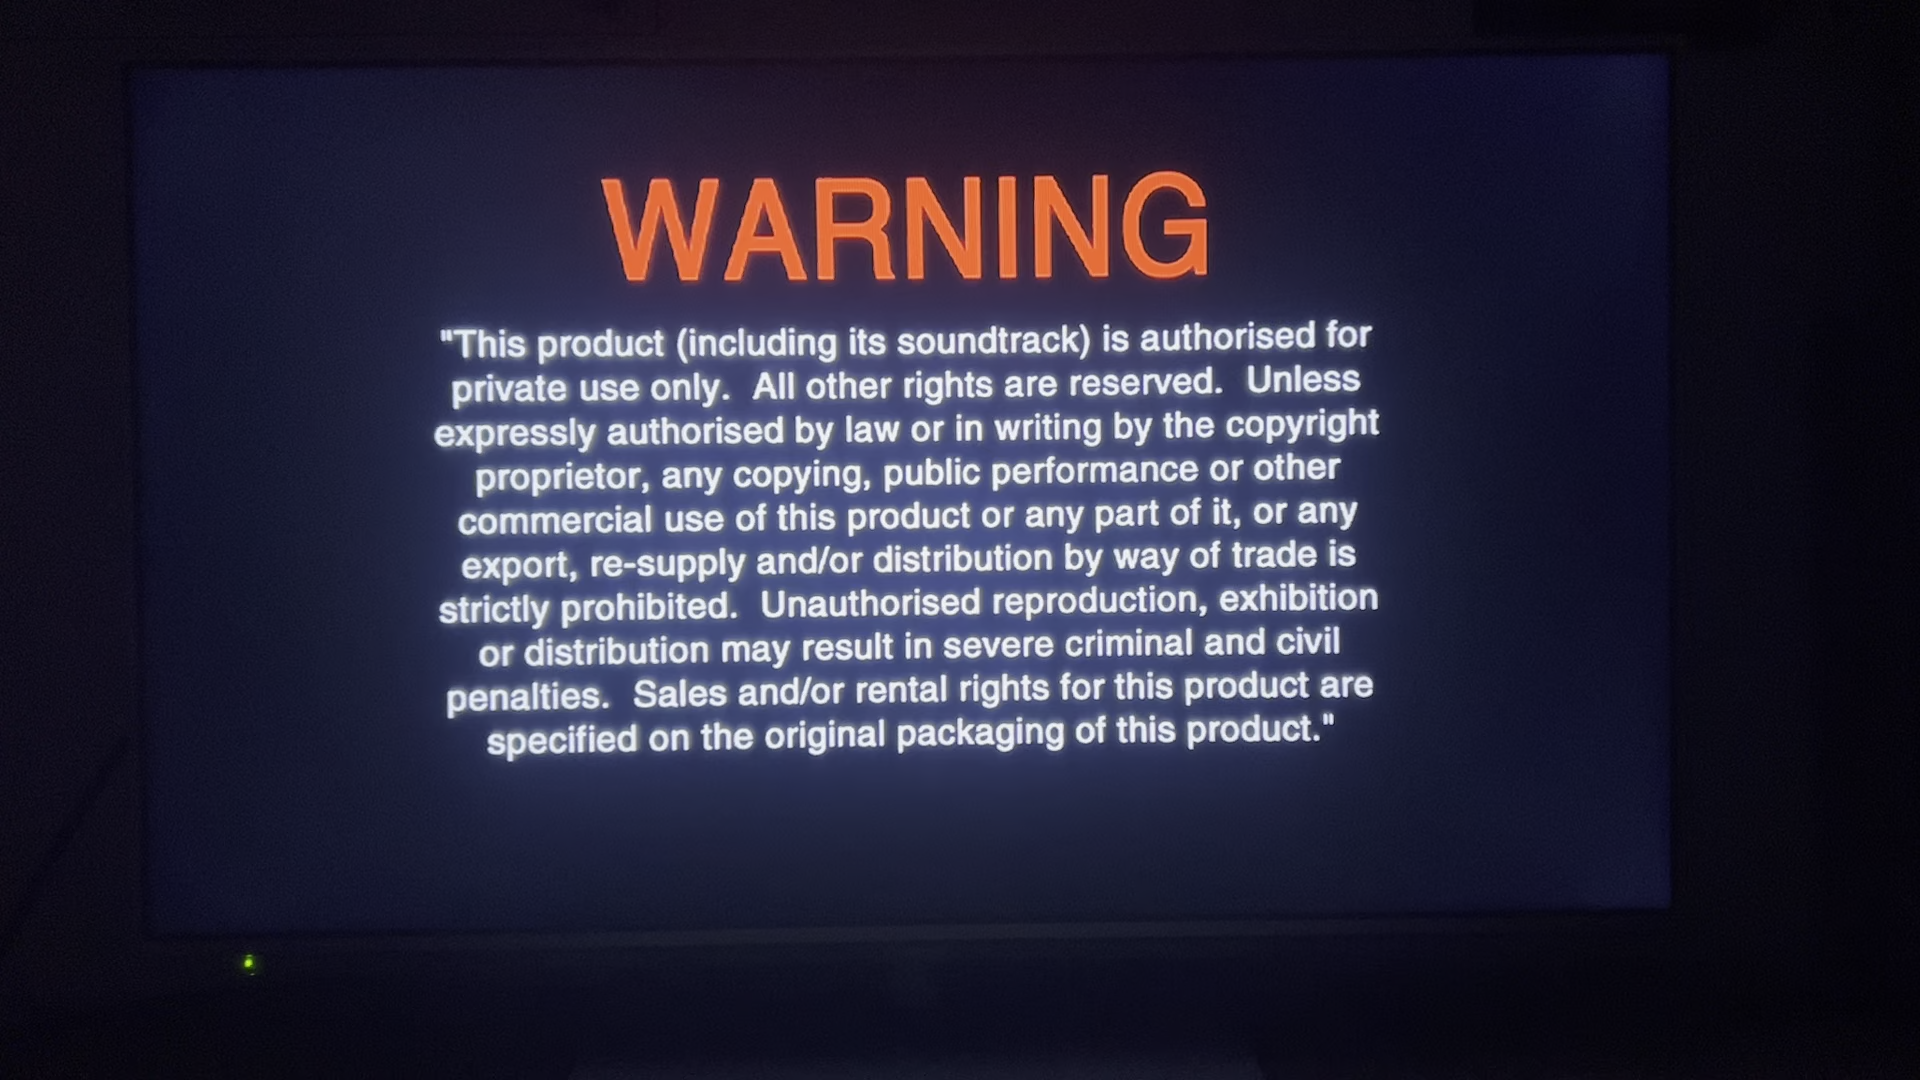 WARNING
"This product (including its soundtrack) is authorised for
private use only.  All other rights are reserved.  Unless
expressly authorised by law or in writing by the copyright
proprietor, any copying, public performance or other
commercial use of this product or any part of it, or any
export, re-supply and/or distribution by way of trade is
strictly prohibited.  Unauthorised reproduction, exhibition
or distribution may result in severe criminal and civil
penalties.  Sales and/or rental rights for this product are
specified on the original packaging of this product."